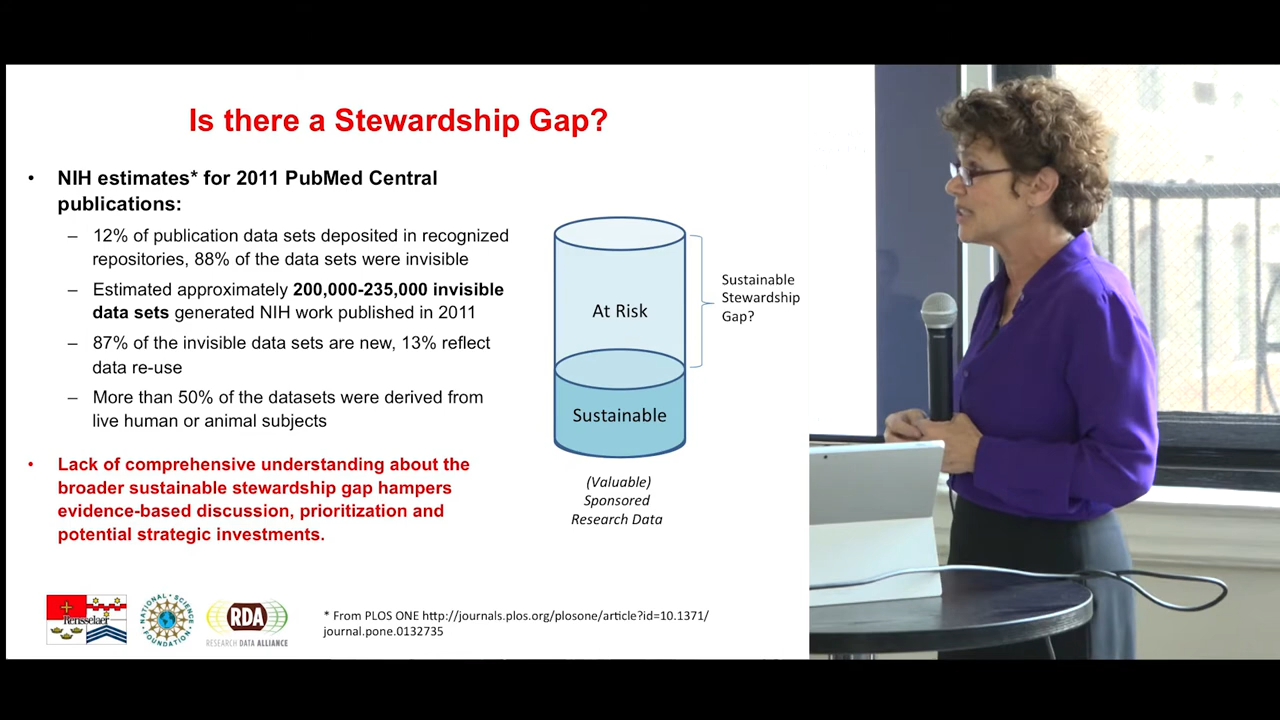 Is there a Stewardship Gap?
• NIH estimates* for 2011 PubMed Central
publications:
– 12% of publication data sets deposited in recognized
repositories, 88% of the data sets were invisible
– Estimated approximately 200,000-235,000 invisible
data sets generated NIH work published in 2011
– 87% of the invisible data sets are new, 13% reflect
data re-use
– More than 50% of the datasets were derived from
live human or animal subjects
• Lack of comprehensive understanding about the
broader sustainable stewardship gap hampers
evidence-based discussion, prioritization and
potential strategic investments.
At Risk
Sustainable
Sustainable
Stewardship
Gap?
(Valuable)
Sponsored
Research Data
Rensselaer
NATIONAL SCIENCE FOUNDATION
RDA
RESEARCH DATA ALLIANCE
* From PLOS ONE http://journals.plos.org/plosone/article?id=10.1371/
journal.pone.0132735